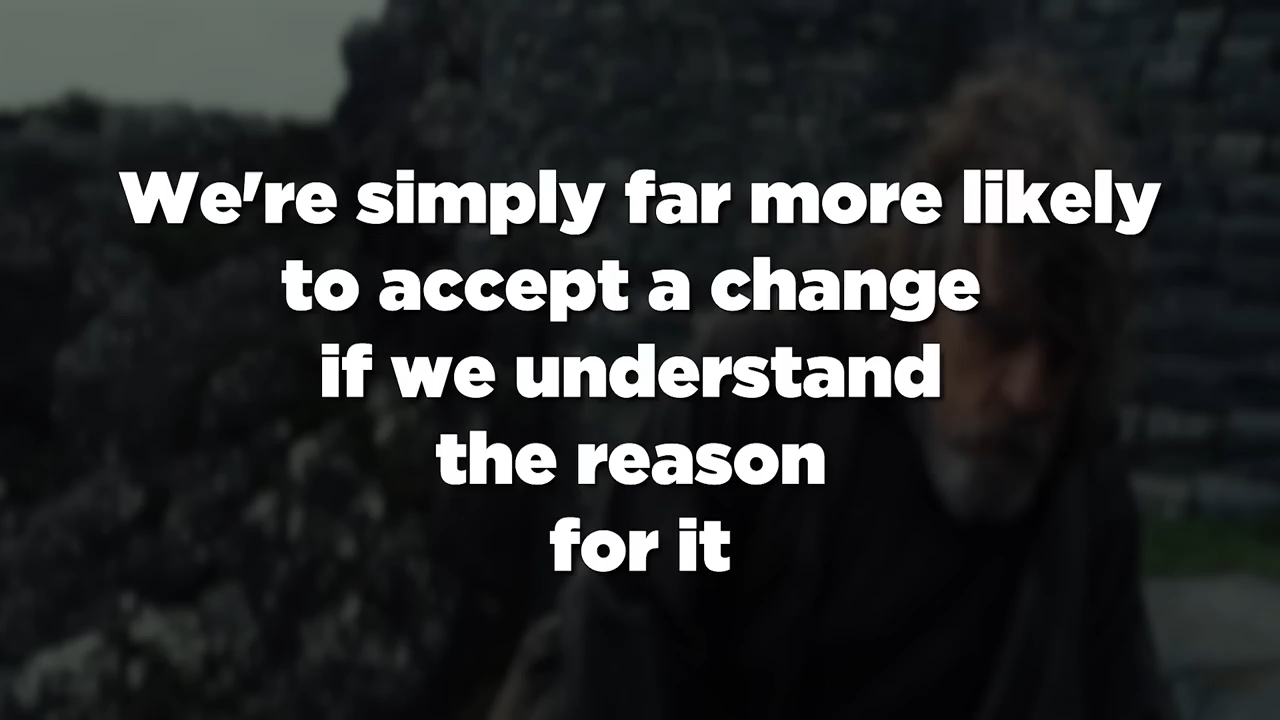 We're simply far more likely
to accept a change
if we understand
the reason
for it